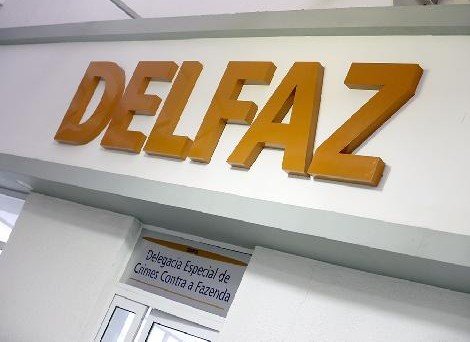 DELFAZ
Delegacia Especial de
Crimes Contra a Fazenda